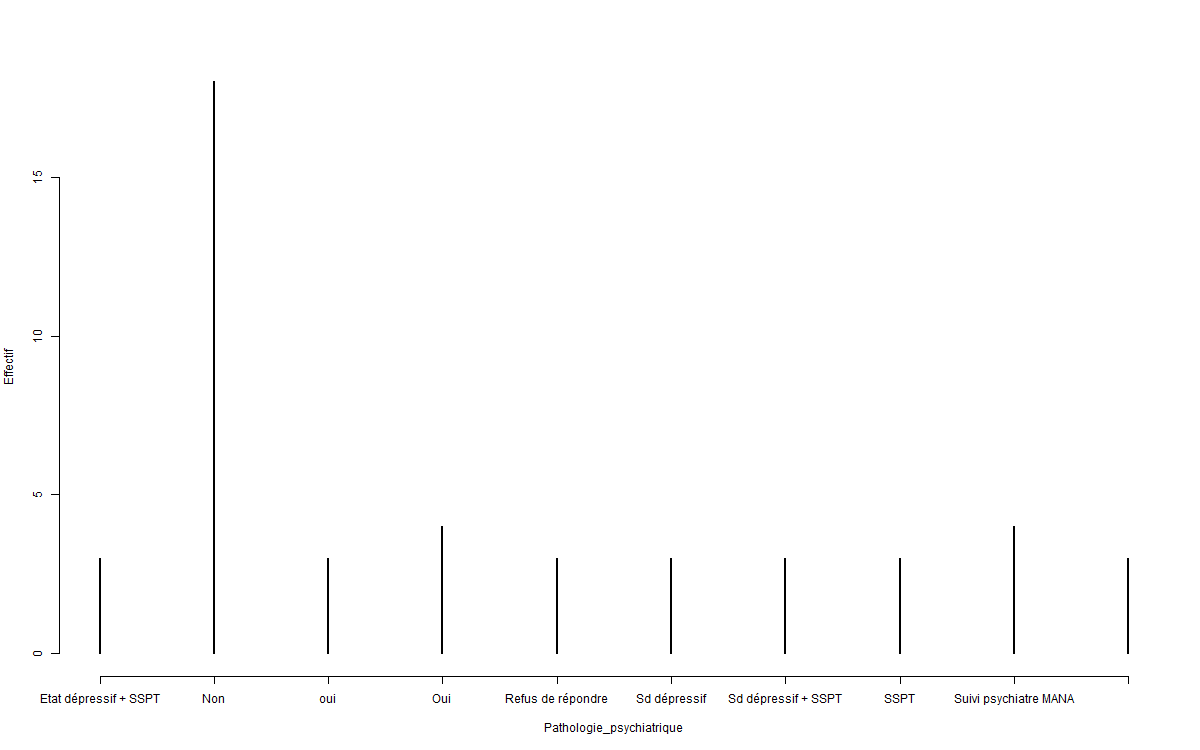 15
10
5
0
Effectif
Etat dépressif + SSPT Non oui Oui Refus de répondre Sd dépressif Sd dépressif + SSPT SSPT Suivi psychiatre MANA
Pathologie_psychiatrique